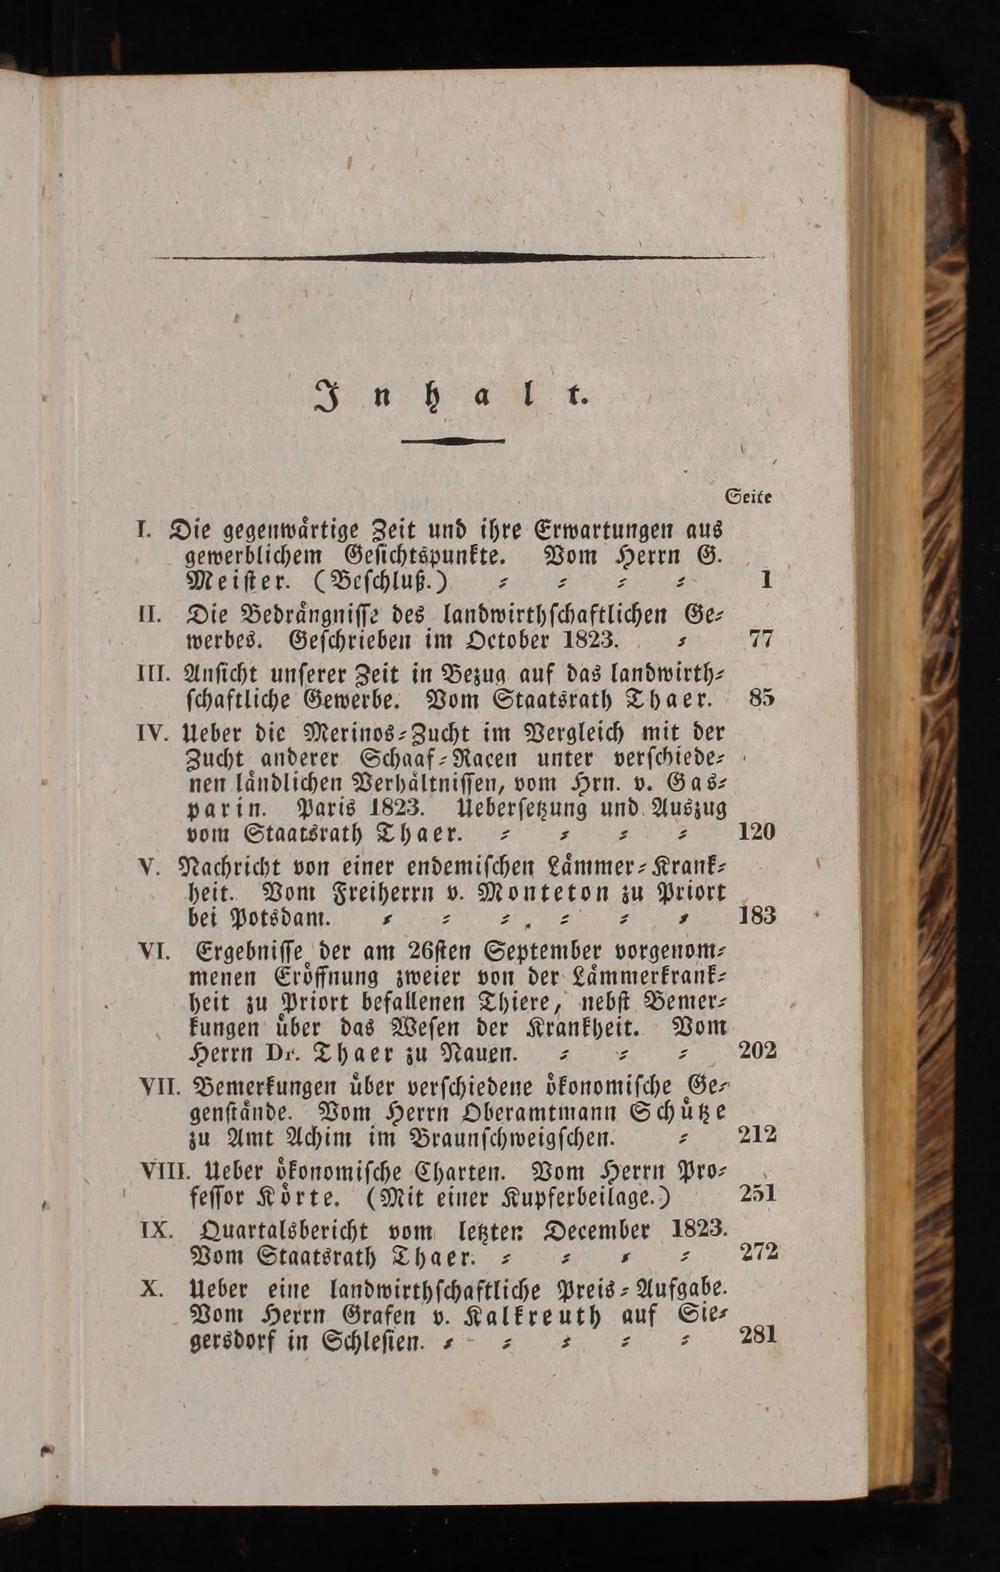 Inhalt.
Seite
I. Die gegenwärtige Zeit und ihre Erwartungen aus
gewerblichem Gesichtspunkte. Vom Herrn G.
Meister. (Beschluß.) ⸗ ⸗ ⸗ ⸗ 1
II. Die Bedrängnisse des landwirthschaftlichen Ge⸗
werbes. Geschrieben im October 1823. ⸗ 77
III. Ansicht unserer Zeit in Bezug auf das landwirth⸗
schaftliche Gewerbe. Vom Staatsrath Thaer. 85
IV. Ueber die Merinos⸗Zucht im Vergleich mit der
Zucht anderer Schaaf⸗Racen unter verschiede⸗
nen ländlichen Verhältnissen, vom Hrn. v. Gas⸗
parin. Paris 1823. Uebersetzung und Auszug
vom Staatsrath Thaer. ⸗ ⸗ ⸗ ⸗ 120
V. Nachricht von einer endemischen Lämmer⸗Krank⸗
heit. Vom Freiherrn v. Monteton zu Priort
bei Potsdam. ⸗ ⸗ ⸗ ⸗ ⸗ ⸗ 183
VI. Ergebnisse der am 26sten September vorgenom⸗
menen Eröffnung zweier von der Lämmerkrank⸗
heit zu Priort befallenen Thiere, nebst Bemer⸗
kungen über das Wesen der Krankheit. Vom
Herrn Dr. Thaer zu Nauen. ⸗ ⸗ ⸗ 202
VII. Bemerkungen über verschiedene ökonomische Ge⸗
genstände. Vom Herrn Oberamtmann Schütze
zu Amt Achim im Braunschweigschen. ⸗ 212
VIII. Ueber ökonomische Charten. Vom Herrn Pro⸗
fessor Körte. (Mit einer Kupferbeilage.) 251
IX. Quartalsbericht vom letzten December 1823.
Vom Staatsrath Thaer. ⸗ ⸗ ⸗ ⸗ 272
X. Ueber eine landwirthschaftliche Preis⸗Aufgabe.
Vom Herrn Grafen v. Kalkreuth auf Sie⸗
gersdorf in Schlesien. ⸗ ⸗ ⸗ ⸗ ⸗ 281